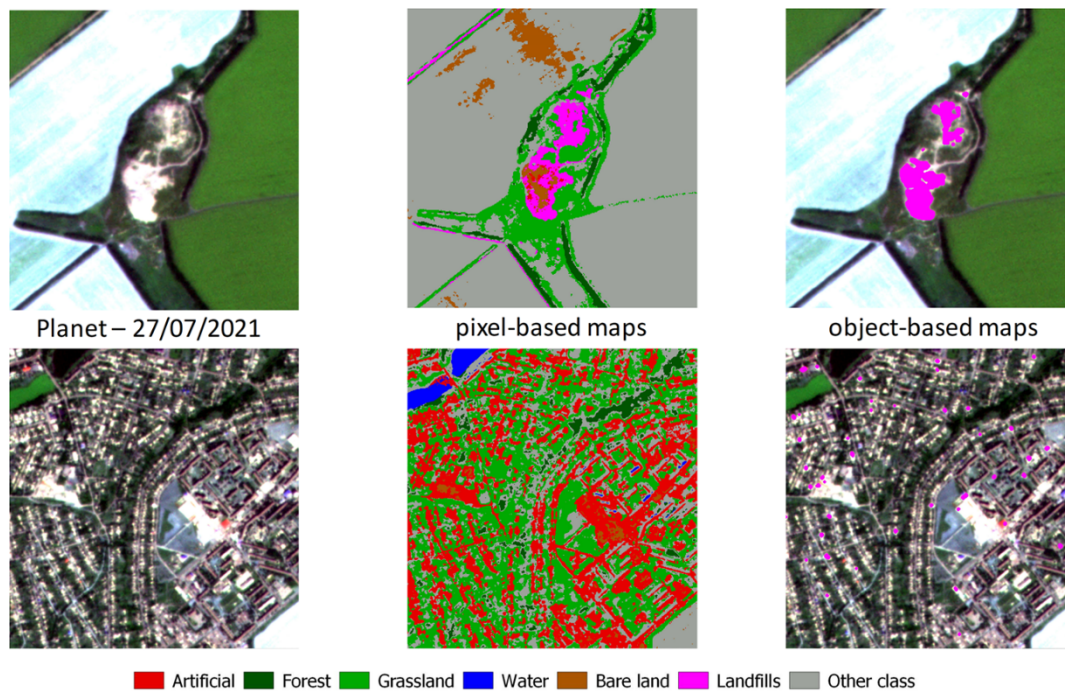 Planet – 27/07/2021
pixel-based maps
object-based maps
Artificial
Forest
Grassland
Water
Bare land
Landfills
Other class